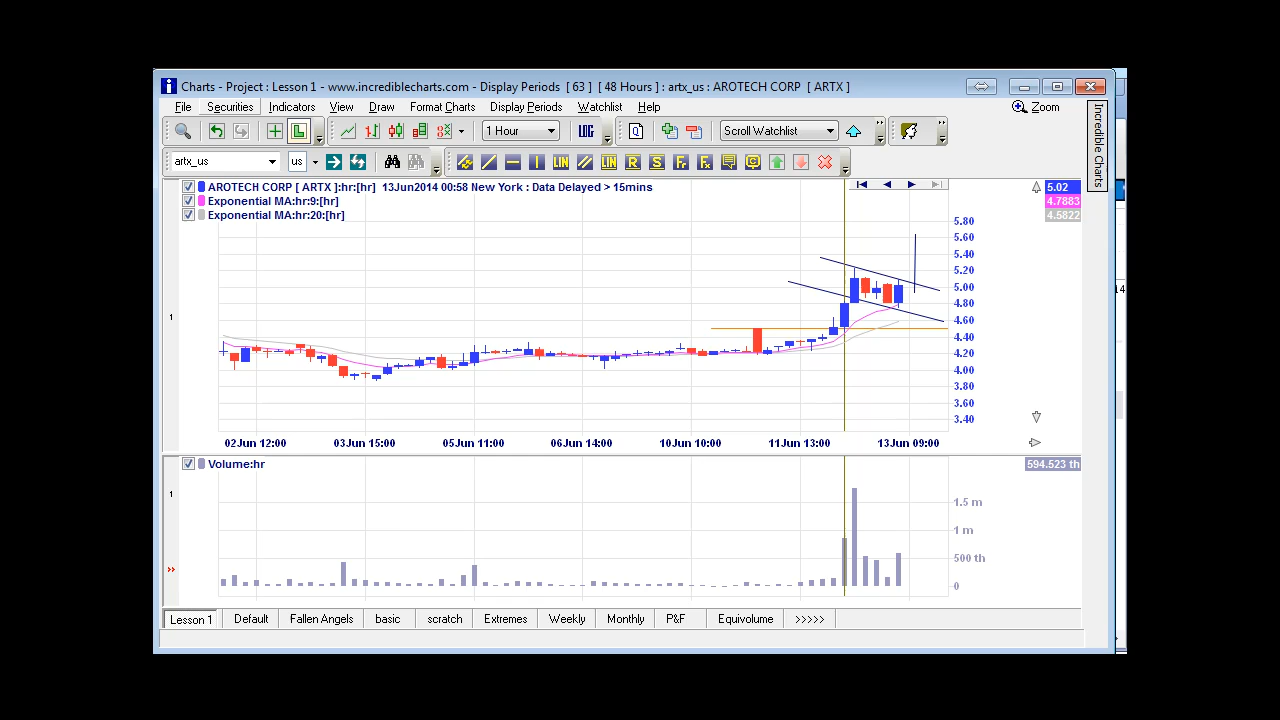 Charts - Project : Lesson 1 - www.incrediblecharts.com - Display Periods [ 63 ] [ 48 Hours ] : artx_us : AROTECH CORP [ ARTX ]
File Securities Indicators View Draw Format Charts Display Periods Watchlist Help Zoom
1 Hour LOG Scroll Watchlist
artx_us us LIN LIN R S Fr Fx
Incredible Charts
AROTECH CORP [ ARTX ]:hr:[hr] 13Jun2014 00:58 New York : Data Delayed > 15mins 5.02
Exponential MA:hr:9:[hr] 4.7883
Exponential MA:hr:20:[hr] 4.5822
5.80
5.60
5.40
5.20
5.00
4.80
4.60
4.40
4.20
4.00
3.80
3.60
3.40
1
02Jun 12:00 03Jun 15:00 05Jun 11:00 06Jun 14:00 10Jun 10:00 11Jun 13:00 13Jun 09:00
Volume:hr 594.523 th
1
1.5 m
1 m
500 th
0
Lesson 1 Default Fallen Angels basic scratch Extremes Weekly Monthly P&F Equivolume >>>>>